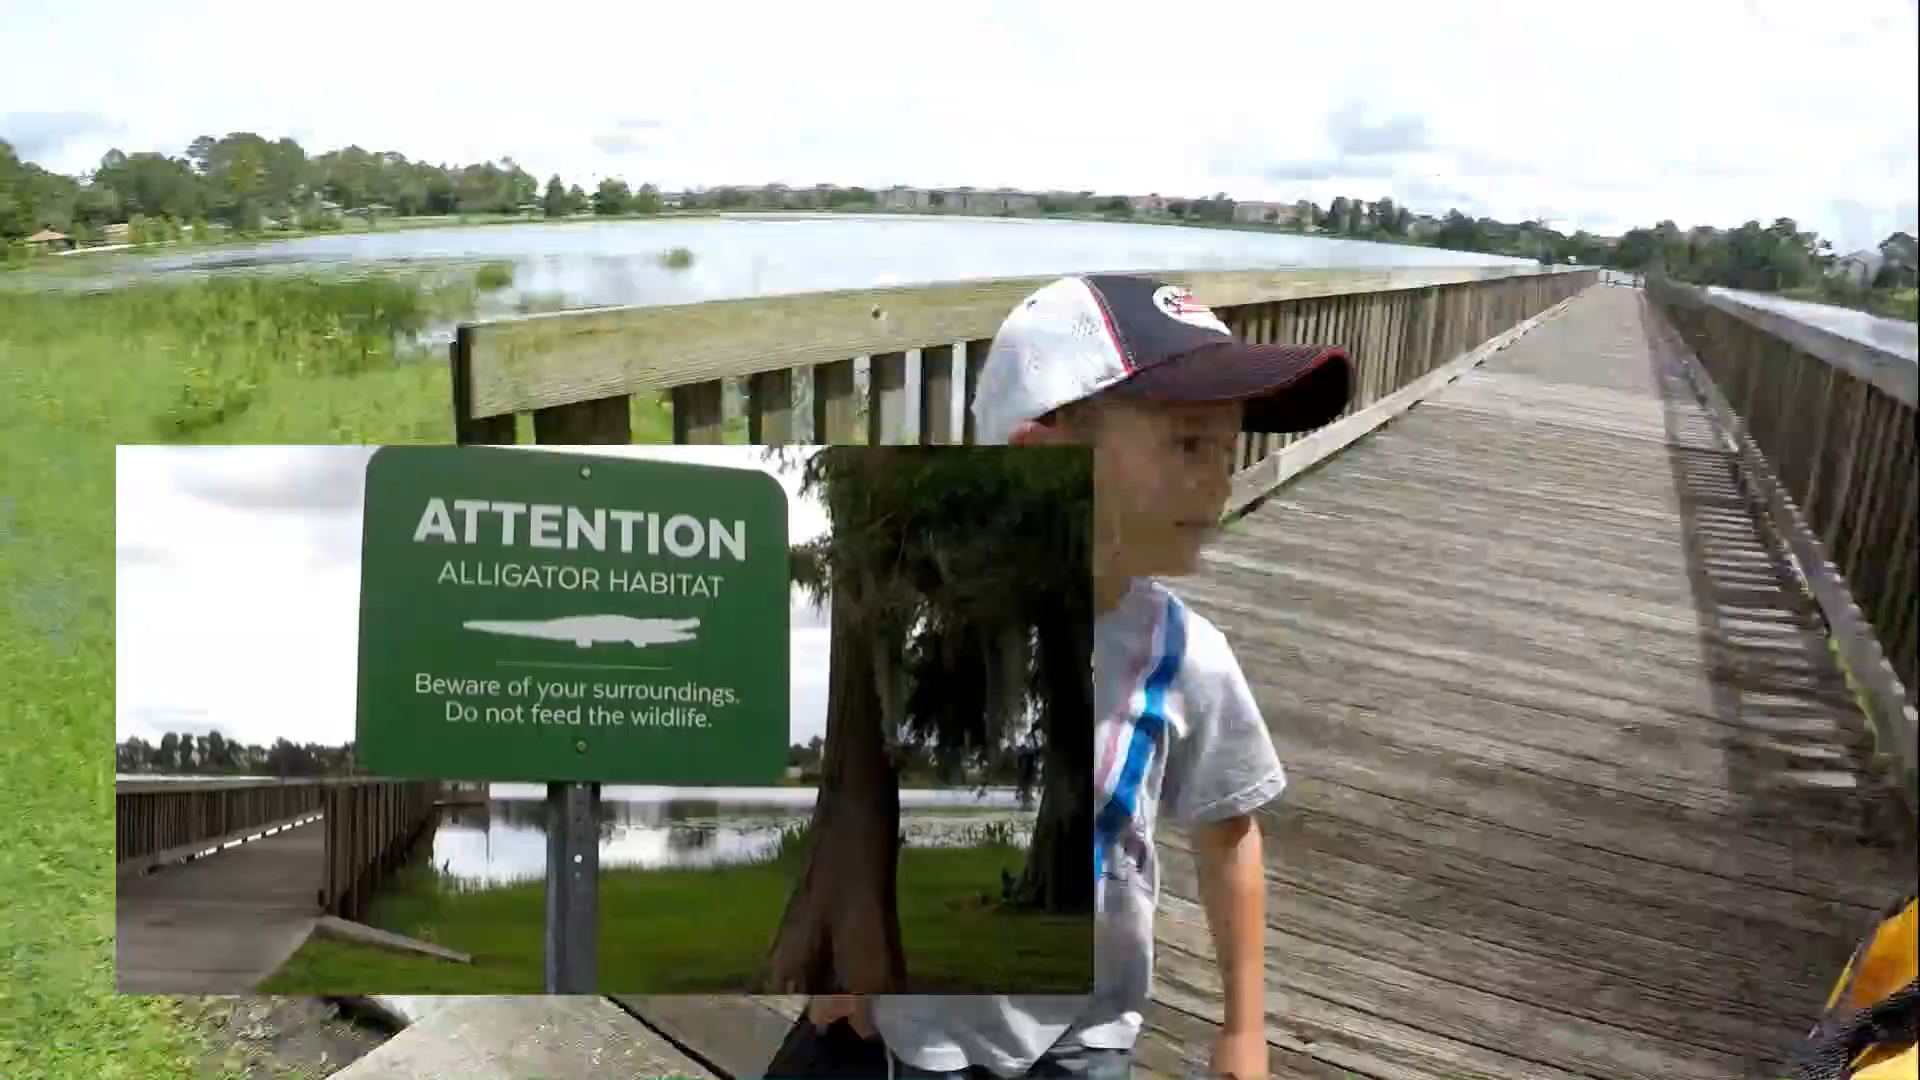 ATTENTION
ALLIGATOR HABITAT
Beware of your surroundings.
Do not feed the wildlife.